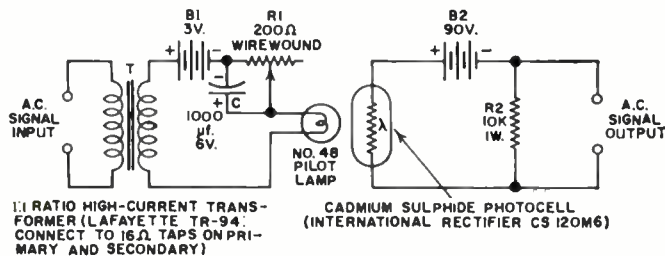 B1
3V.
+
-
R1
200Ω
WIREWOUND
B2
90V.
+
-
A.C.
SIGNAL
INPUT
T
-
+
C
1000
µf.
6V.
NO. 48
PILOT
LAMP
λ
R2
10K
1W.
A.C.
SIGNAL
OUTPUT
1:1 RATIO HIGH-CURRENT TRANS-
FORMER (LAFAYETTE TR-94:
CONNECT TO 16Ω TAPS ON PRI-
MARY AND SECONDARY)
CADMIUM SULPHIDE PHOTOCELL
(INTERNATIONAL RECTIFIER CS 120M6)